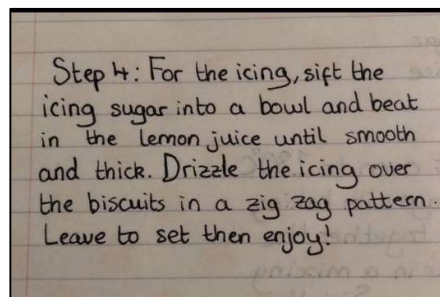 Step 4: For the icing, sift the
icing sugar into a bowl and beat
in the lemon juice until smooth
and thick. Drizzle the icing over
the biscuits in a zig zag pattern.
Leave to set then enjoy!